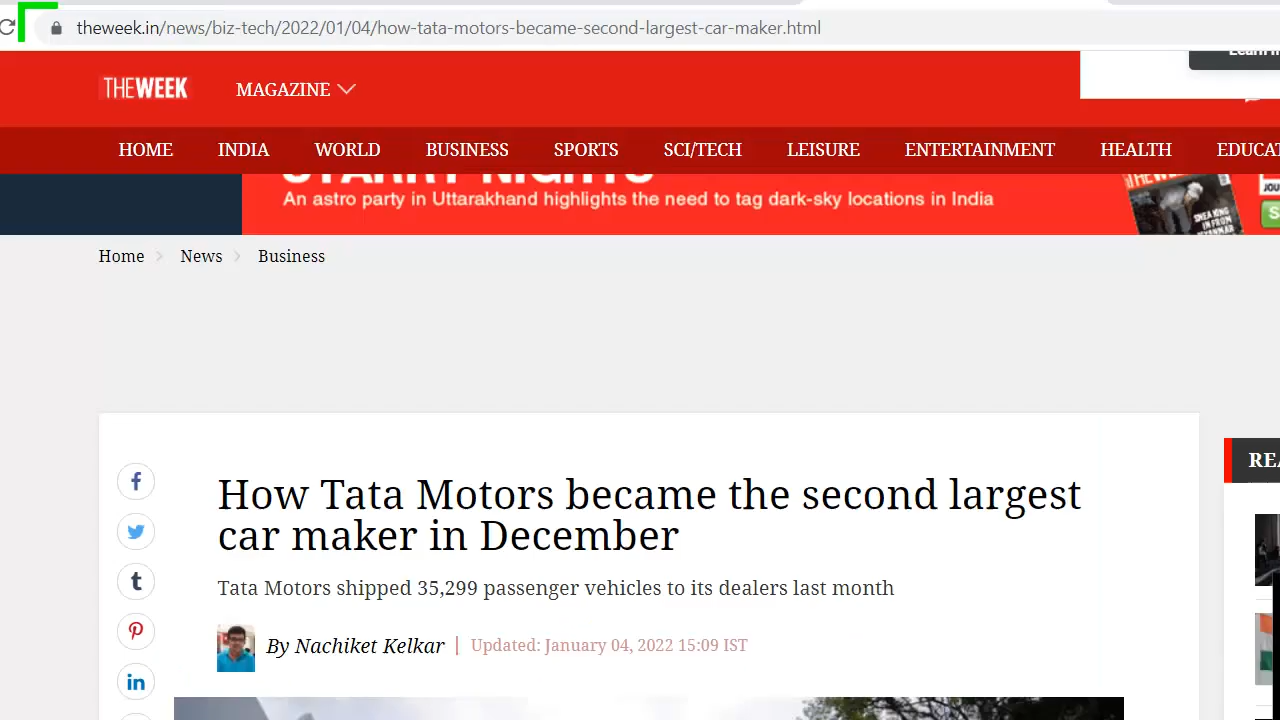 theweek.in/news/biz-tech/2022/01/04/how-tata-motors-became-second-largest-car-maker.html
THE WEEK
MAGAZINE
HOME INDIA WORLD BUSINESS SPORTS SCI/TECH LEISURE ENTERTAINMENT HEALTH
STARRY NIGHTS
An astro party in Uttarakhand highlights the need to tag dark-sky locations in India
Home News Business
How Tata Motors became the second largest
car maker in December
Tata Motors shipped 35,299 passenger vehicles to its dealers last month
By Nachiket Kelkar | Updated: January 04, 2022 15:09 IST